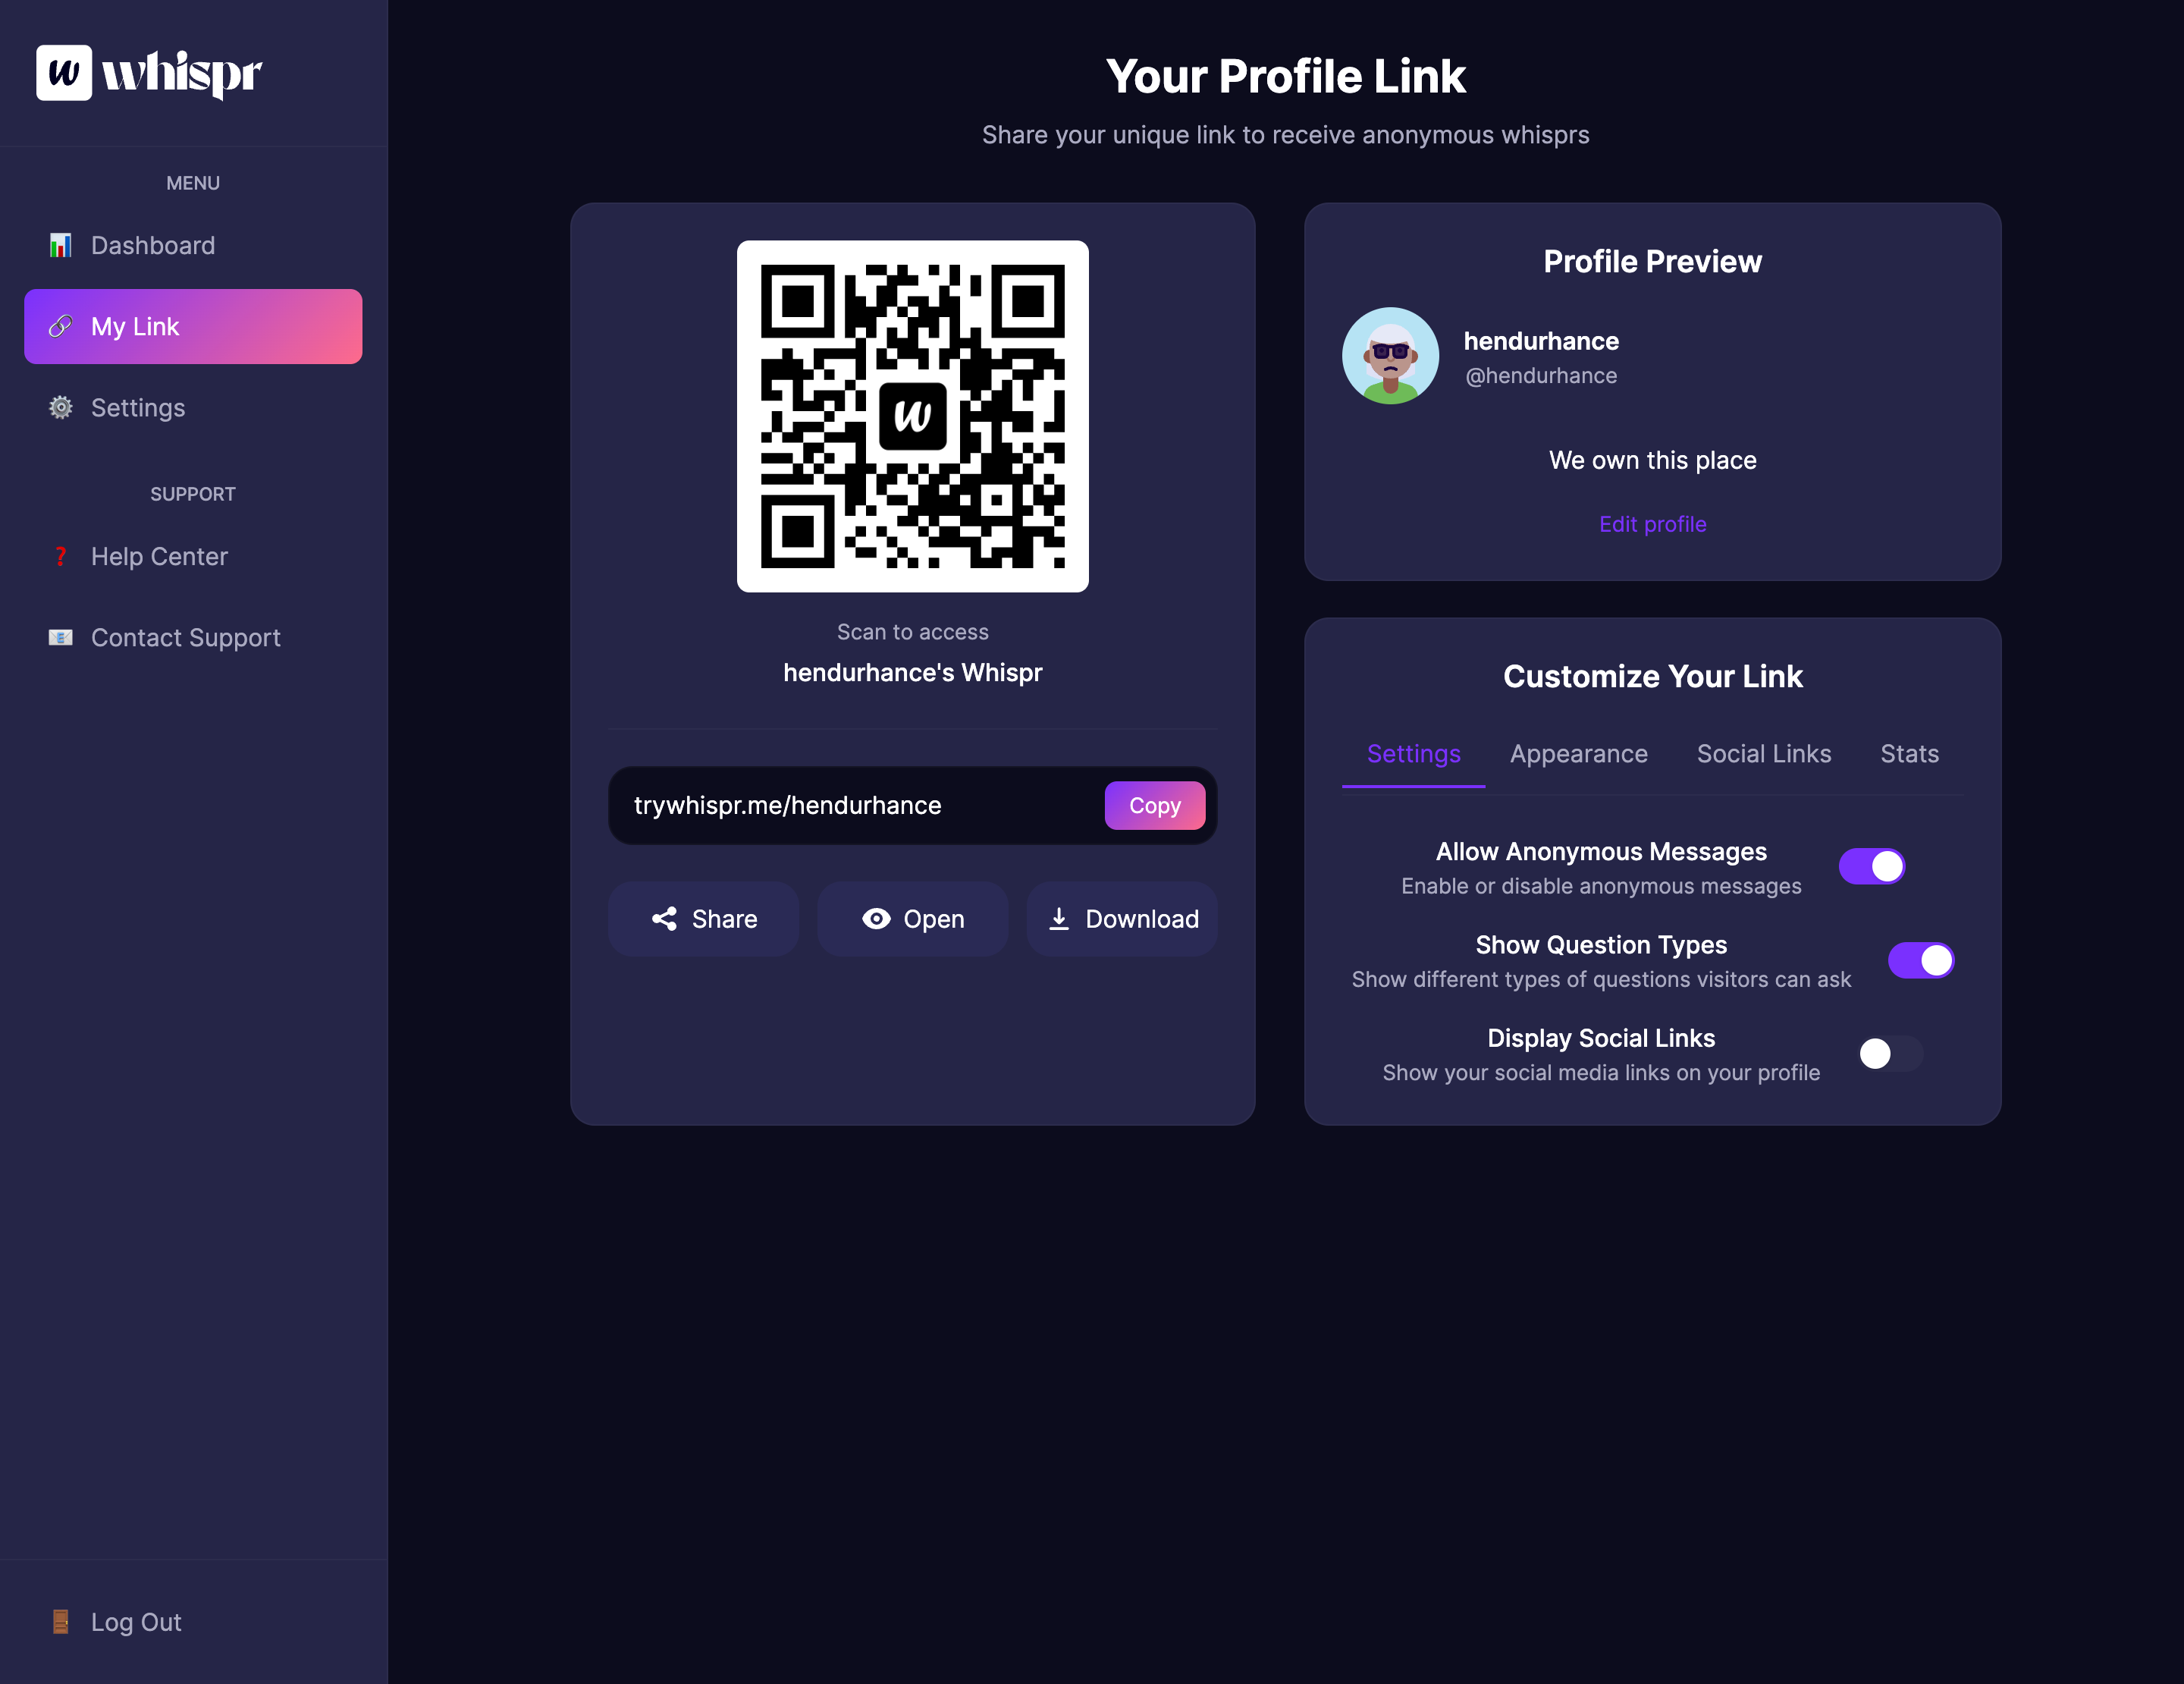 w whispr
MENU
Dashboard
My Link
Settings
SUPPORT
Help Center
Contact Support
Log Out
Your Profile Link
Share your unique link to receive anonymous whisprs
w
Scan to access
hendurhance's Whispr
trywhispr.me/hendurhance
Copy
Share
Open
Download
Profile Preview
hendurhance
@hendurhance
We own this place
Edit profile
Customize Your Link
Settings Appearance Social Links Stats
Allow Anonymous Messages
Enable or disable anonymous messages
Show Question Types
Show different types of questions visitors can ask
Display Social Links
Show your social media links on your profile